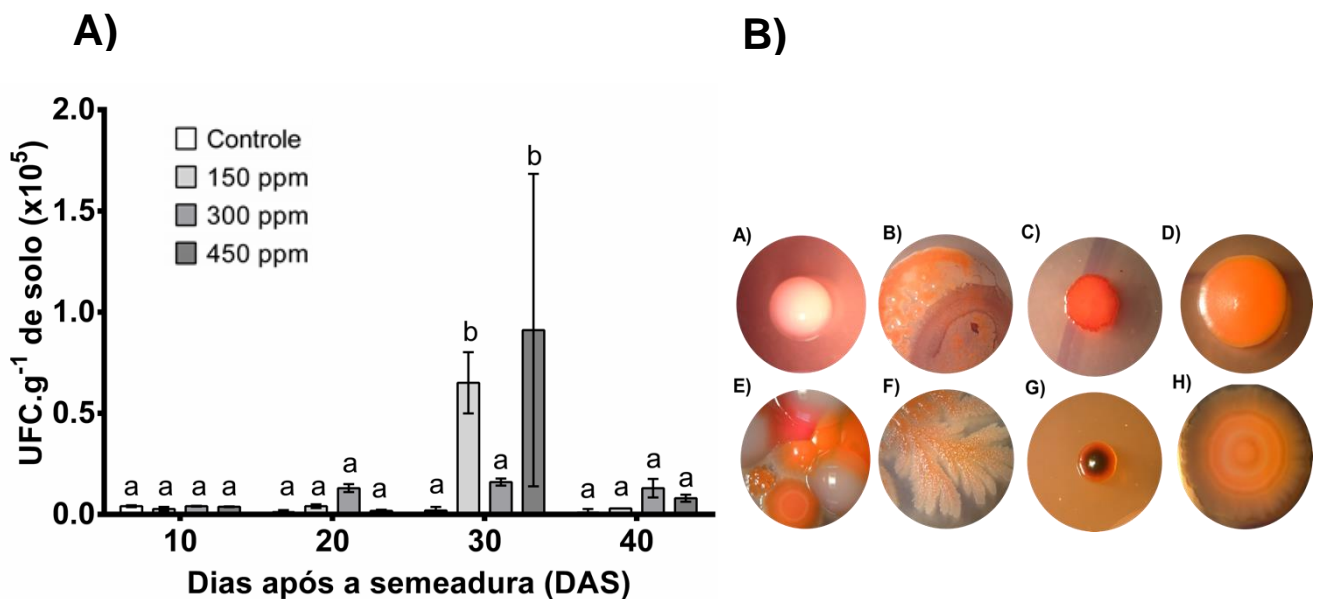 A)
B)
UFC.g-1 de solo (x105)
2.0
1.5
1.0
0.5
0.0
Controle
150 ppm
300 ppm
450 ppm
a a a a
a a a a
a b a b
a a a a
10 20 30 40
Dias após a semeadura (DAS)
A) B) C) D)
E) F) G) H)